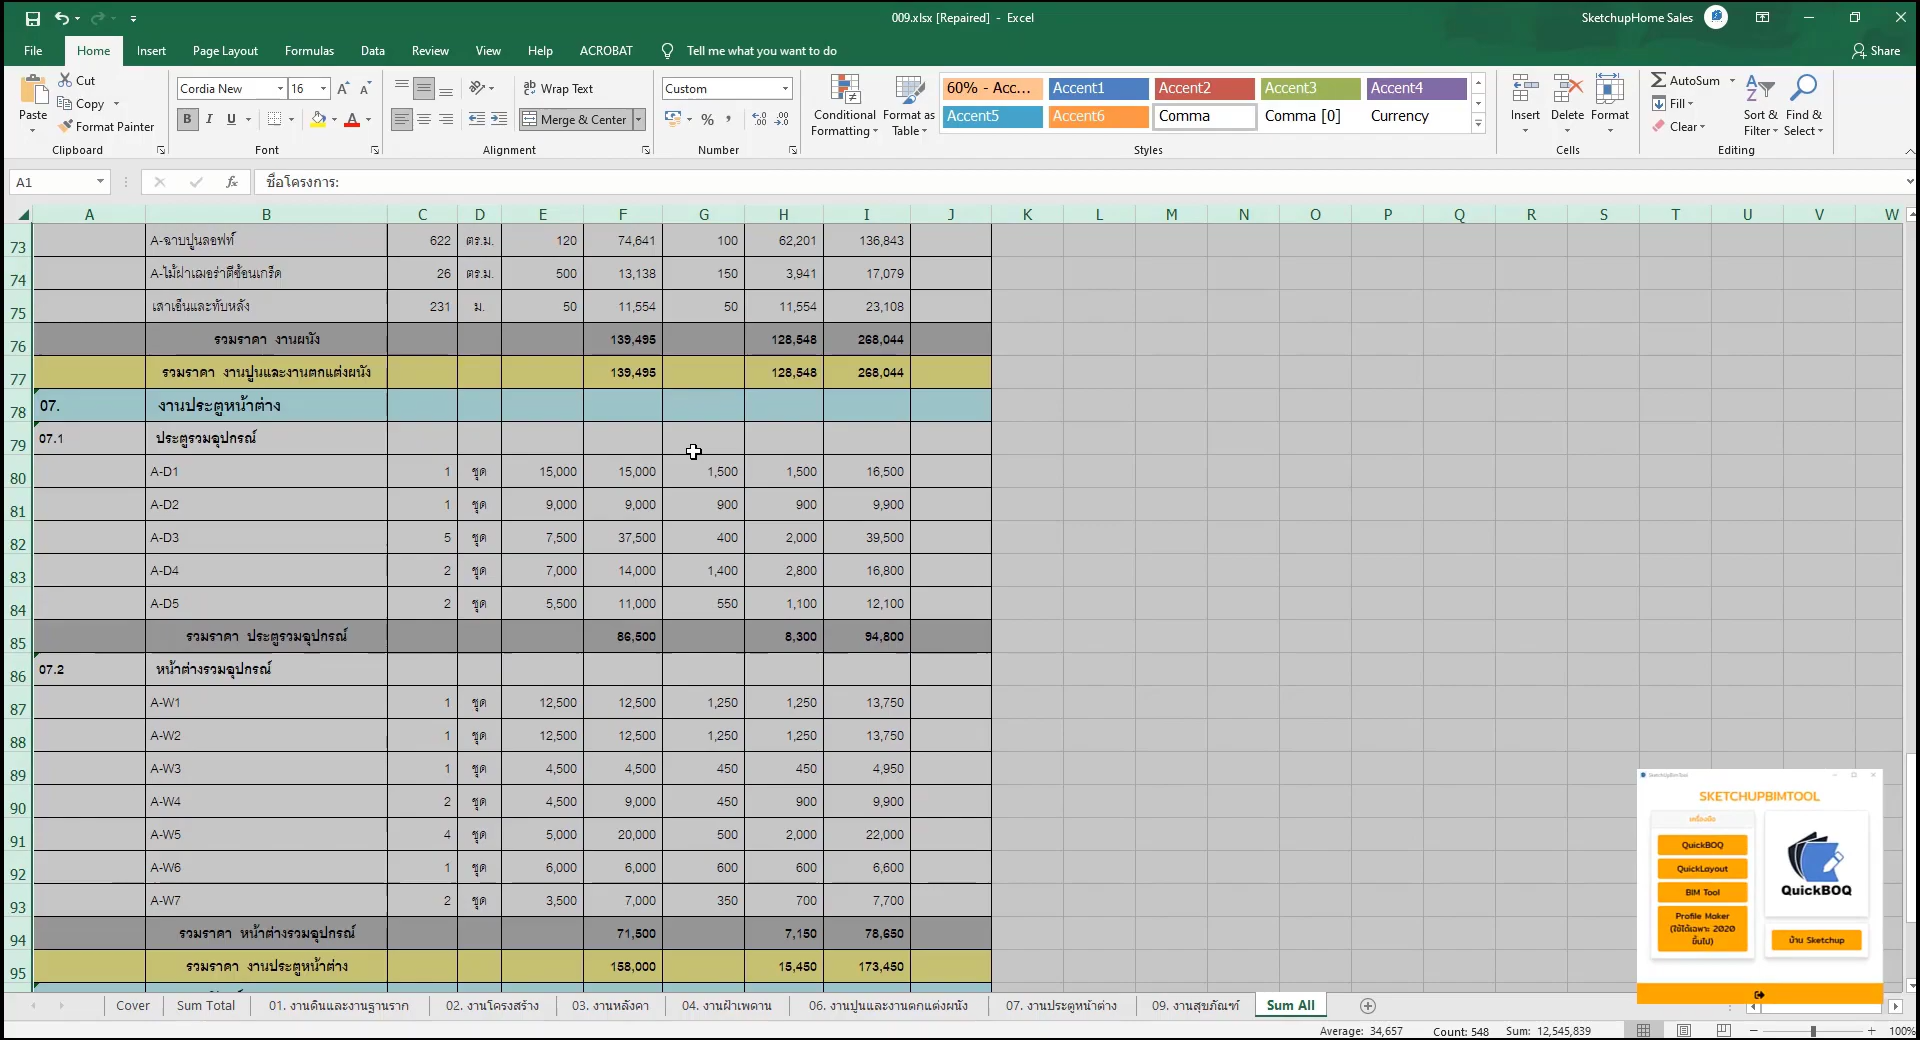 009.xlsx [Repaired] - Excel
SketchupHome Sales
File Home Insert Page Layout Formulas Data Review View Help ACROBAT Tell me what you want to do Share
Paste
Cut
Copy
Format Painter
Clipboard
Cordia New 16
B I U
Font
Wrap Text
Merge & Center
Alignment
Custom
Number
Conditional Formatting
Format as Table
60% - Acc... Accent1 Accent2 Accent3 Accent4
Accent5 Accent6 Comma Comma [0] Currency
Styles
Insert Delete Format
Cells
AutoSum
Fill
Clear
Sort & Filter
Find & Select
Editing
A1 fx ชื่อโครงการ:
A B C D E F G H I J K L M N O P Q R S T U V W
73 A-ฉาบปูนลอฟท์ 622 ตร.ม. 120 74,641 100 62,201 136,843
74 A-ไม้ฝาเฌอร่าตีซ้อนเกร็ด 26 ตร.ม. 500 13,138 150 3,941 17,079
75 เสาเอ็นและทับหลัง 231 ม. 50 11,554 50 11,554 23,108
76 รวมราคา งานผนัง 139,495 128,548 268,044
77 รวมราคา งานปูนและงานตกแต่งผนัง 139,495 128,548 268,044
78 07. งานประตูหน้าต่าง
79 07.1 ประตูรวมอุปกรณ์
80 A-D1 1 ชุด 15,000 15,000 1,500 1,500 16,500
81 A-D2 1 ชุด 9,000 9,000 900 900 9,900
82 A-D3 5 ชุด 7,500 37,500 400 2,000 39,500
83 A-D4 2 ชุด 7,000 14,000 1,400 2,800 16,800
84 A-D5 2 ชุด 5,500 11,000 550 1,100 12,100
85 รวมราคา ประตูรวมอุปกรณ์ 86,500 8,300 94,800
86 07.2 หน้าต่างรวมอุปกรณ์
87 A-W1 1 ชุด 12,500 12,500 1,250 1,250 13,750
88 A-W2 1 ชุด 12,500 12,500 1,250 1,250 13,750
89 A-W3 1 ชุด 4,500 4,500 450 450 4,950
90 A-W4 2 ชุด 4,500 9,000 450 900 9,900
91 A-W5 4 ชุด 5,000 20,000 500 2,000 22,000
92 A-W6 1 ชุด 6,000 6,000 600 600 6,600
93 A-W7 2 ชุด 3,500 7,000 350 700 7,700
94 รวมราคา หน้าต่างรวมอุปกรณ์ 71,500 7,150 78,650
95 รวมราคา งานประตูหน้าต่าง 158,000 15,450 173,450
SketchUpBimTool
SKETCHUPBIMTOOL
เครื่องมือ
QuickBOQ
QuickLayout
BIM Tool
Profile Maker
(ใช้ได้เฉพาะ 2020
ขึ้นไป)
QuickBOQ
บ้าน Sketchup
Cover Sum Total 01. งานดินและงานฐานราก 02. งานโครงสร้าง 03. งานหลังคา 04. งานฝ้าเพดาน 06. งานปูนและงานตกแต่งผนัง 07. งานประตูหน้าต่าง 09. งานสุขภัณฑ์ Sum All
Average: 34,657 Count: 548 Sum: 12,545,839 100%